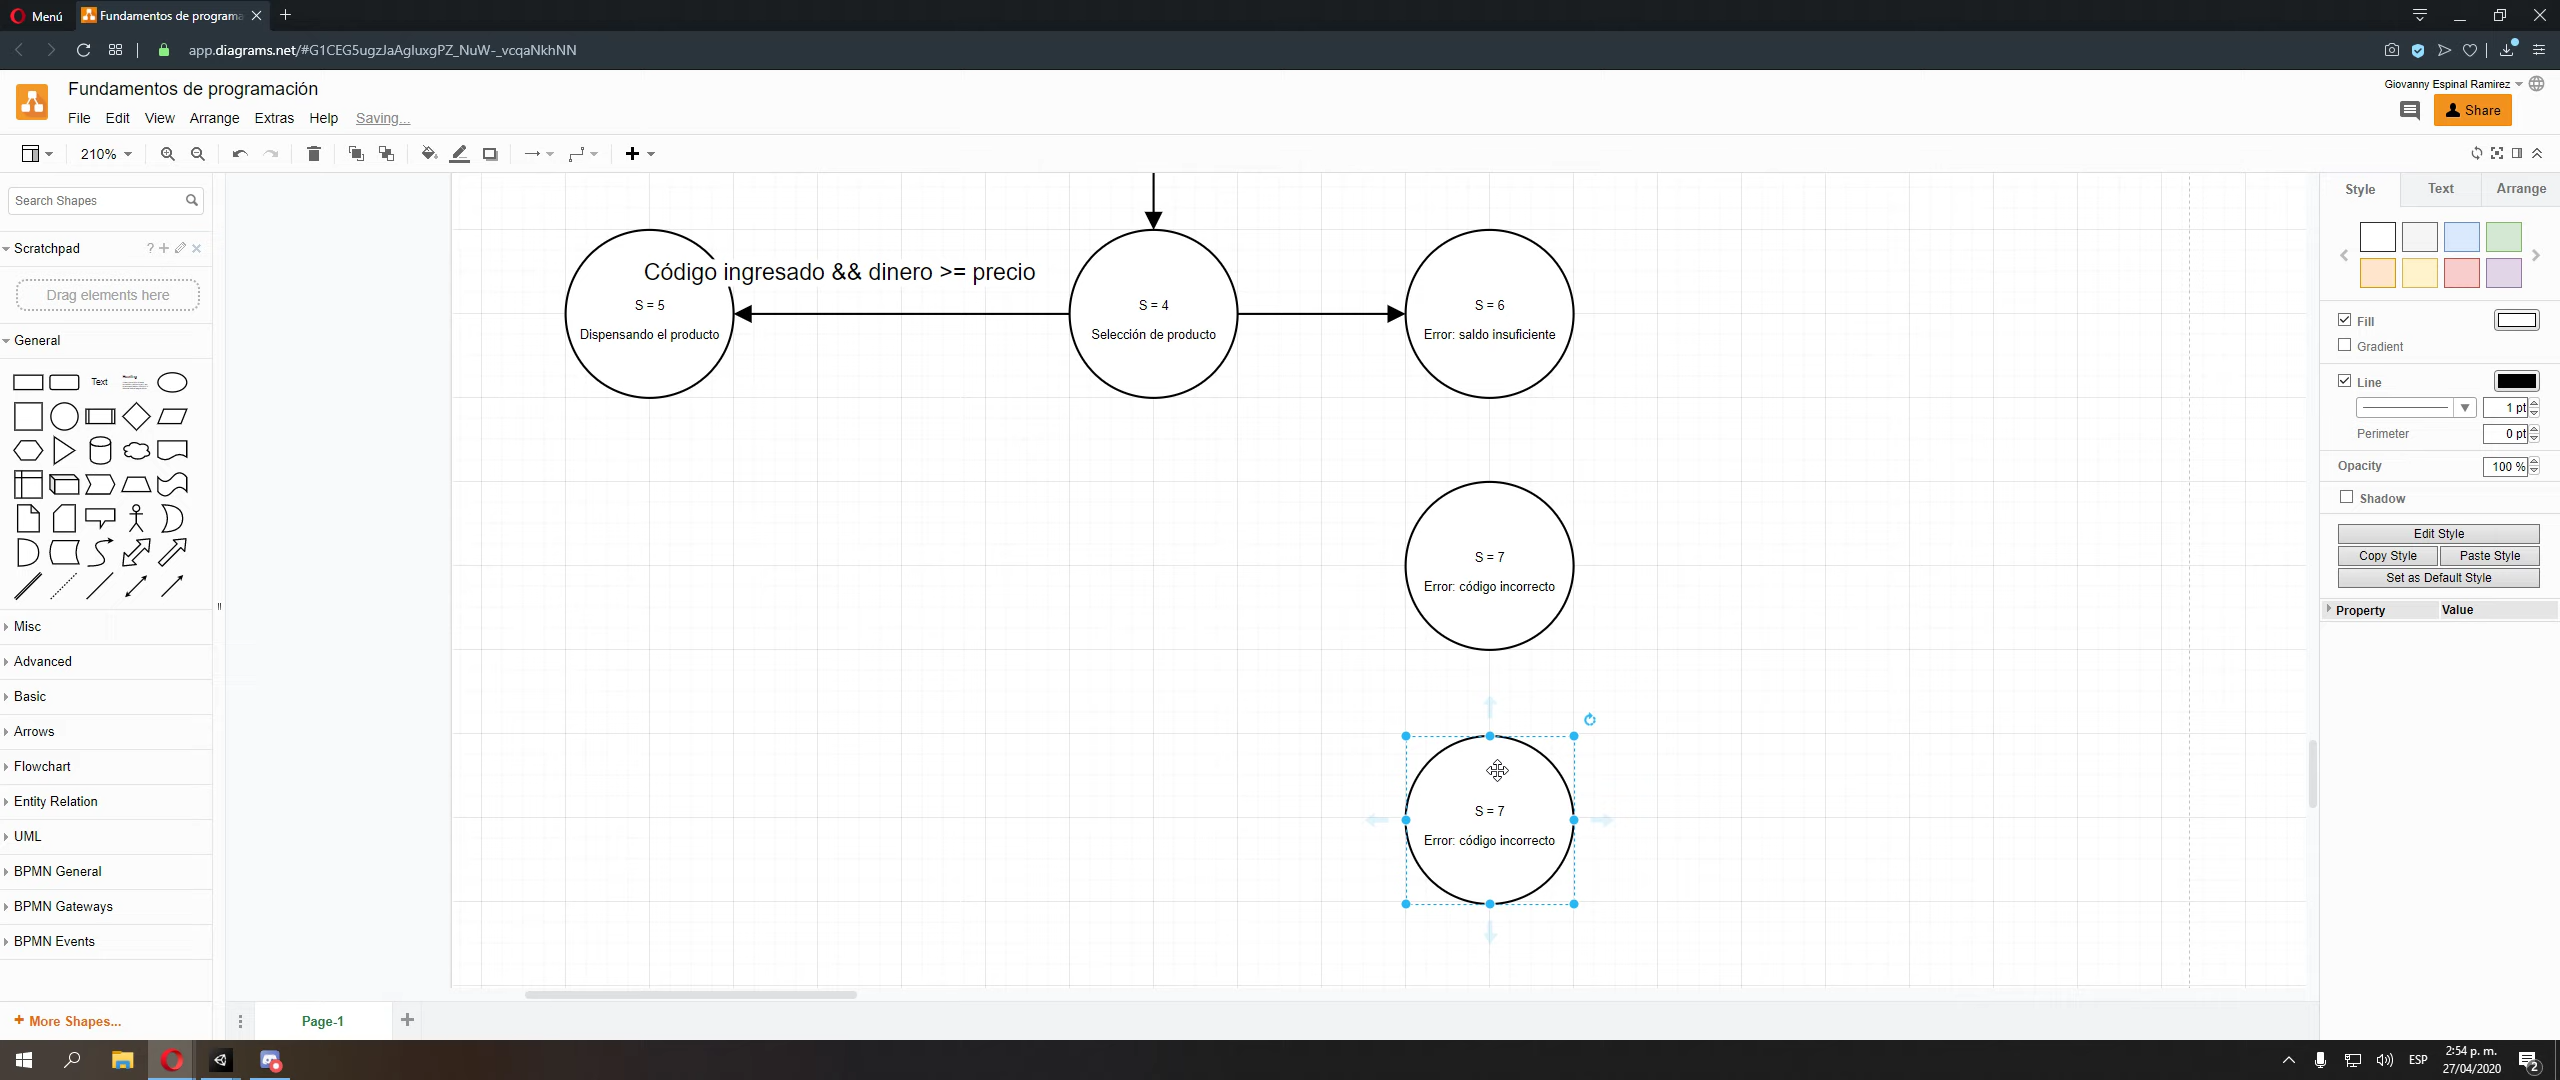 Menú
Fundamentos de programa
app.diagrams.net/#G1CEG5ugzJaAgIuxgPZ_NuW-_vcqaNkhNN
Fundamentos de programación
Giovanny Espinal Ramirez
File Edit View Arrange Extras Help Saving...
Share
210%
Search Shapes
Scratchpad
?
Drag elements here
General
Text
Heading
Misc
Advanced
Basic
Arrows
Flowchart
Entity Relation
UML
BPMN General
BPMN Gateways
BPMN Events
More Shapes...
Código ingresado && dinero >= precio
S = 5
Dispensando el producto
S = 4
Selección de producto
S = 6
Error: saldo insuficiente
S = 7
Error: código incorrecto
S = 7
Error: código incorrecto
Page-1
Style Text Arrange
Fill
Gradient
Line
1 pt
Perimeter 0 pt
Opacity 100 %
Shadow
Edit Style
Copy Style Paste Style
Set as Default Style
Property Value
ESP
2:54 p. m.
27/04/2020
2